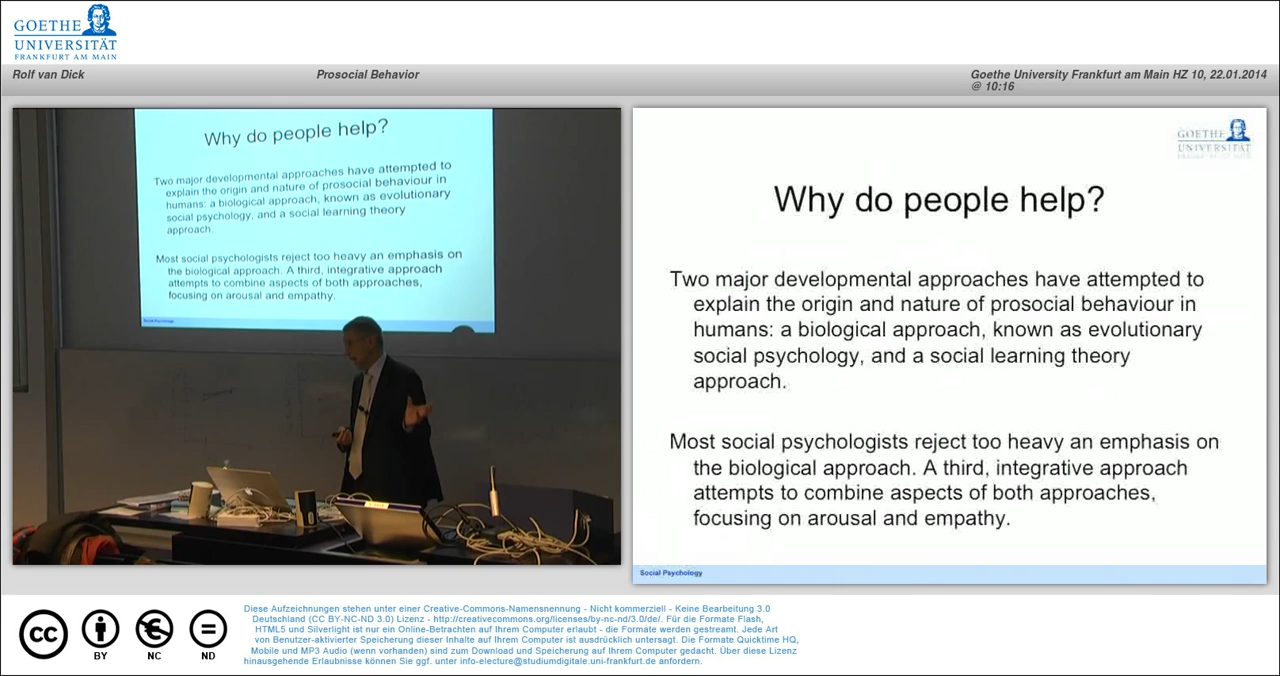 GOETHE
UNIVERSITÄT
FRANKFURT AM MAIN
Rolf van Dick
Prosocial Behavior
Goethe University Frankfurt am Main HZ 10, 22.01.2014
@ 10:16
Why do people help?
Two major developmental approaches have attempted to
explain the origin and nature of prosocial behaviour in
humans: a biological approach, known as evolutionary
social psychology, and a social learning theory
approach.
Most social psychologists reject too heavy an emphasis on
the biological approach. A third, integrative approach
attempts to combine aspects of both approaches,
focusing on arousal and empathy.
Social Psychology
GOETHE
UNIVERSITÄT
Why do people help?
Two major developmental approaches have attempted to
explain the origin and nature of prosocial behaviour in
humans: a biological approach, known as evolutionary
social psychology, and a social learning theory
approach.
Most social psychologists reject too heavy an emphasis on
the biological approach. A third, integrative approach
attempts to combine aspects of both approaches,
focusing on arousal and empathy.
Social Psychology
cc
BY
NC
ND
Diese Aufzeichnungen stehen unter einer Creative-Commons-Namensnennung - Nicht kommerziell - Keine Bearbeitung 3.0
Deutschland (CC BY-NC-ND 3.0) Lizenz - http://creativecommons.org/licenses/by-nc-nd/3.0/de/. Für die Formate Flash,
HTML5 und Silverlight ist nur ein Online-Betrachten auf Ihrem Computer erlaubt - die Formate werden gestreamt. Jede Art
von Benutzer-aktivierter Speicherung dieser Inhalte auf Ihrem Computer ist ausdrücklich untersagt. Die Formate Quicktime HQ,
Mobile und MP3 Audio (wenn vorhanden) sind zum Download und Speicherung auf Ihrem Computer gedacht. Über diese Lizenz
hinausgehende Erlaubnisse können Sie ggf. unter info-electure@studiumdigitale.uni-frankfurt.de anfordern.